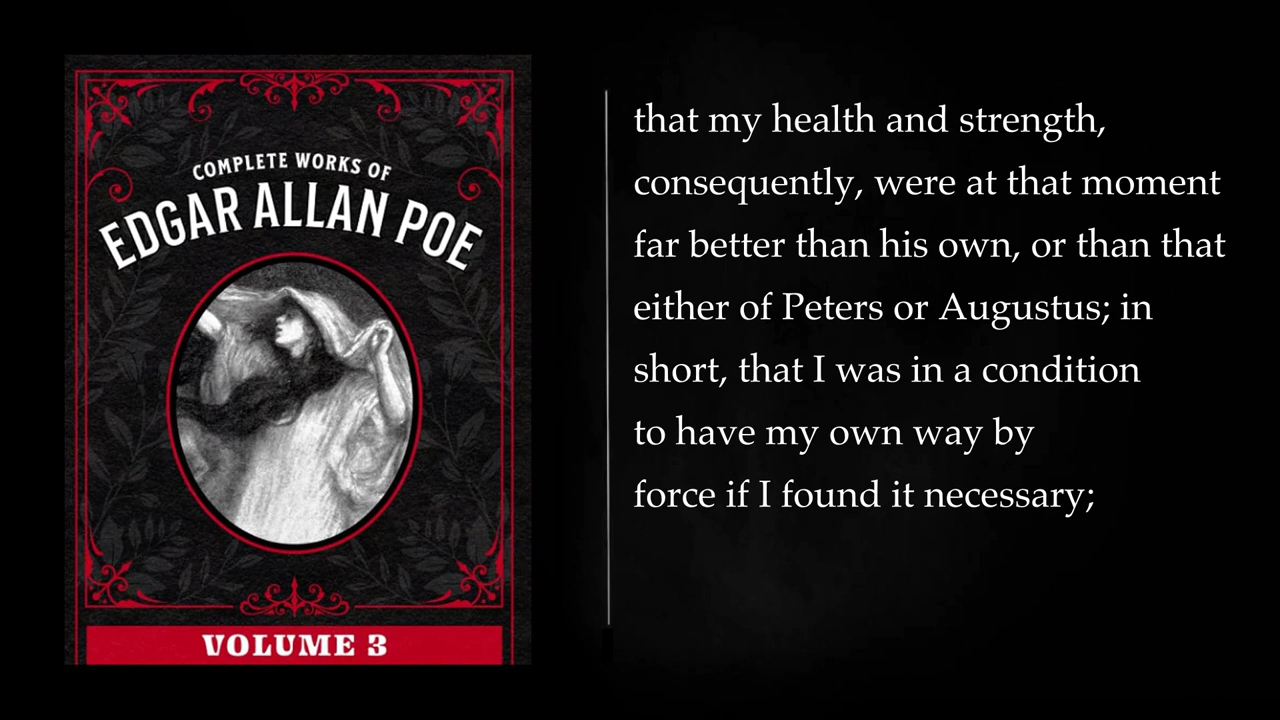 COMPLETE WORKS OF
EDGAR ALLAN POE
VOLUME 3
that my health and strength,
consequently, were at that moment
far better than his own, or than that
either of Peters or Augustus; in
short, that I was in a condition
to have my own way by
force if I found it necessary;